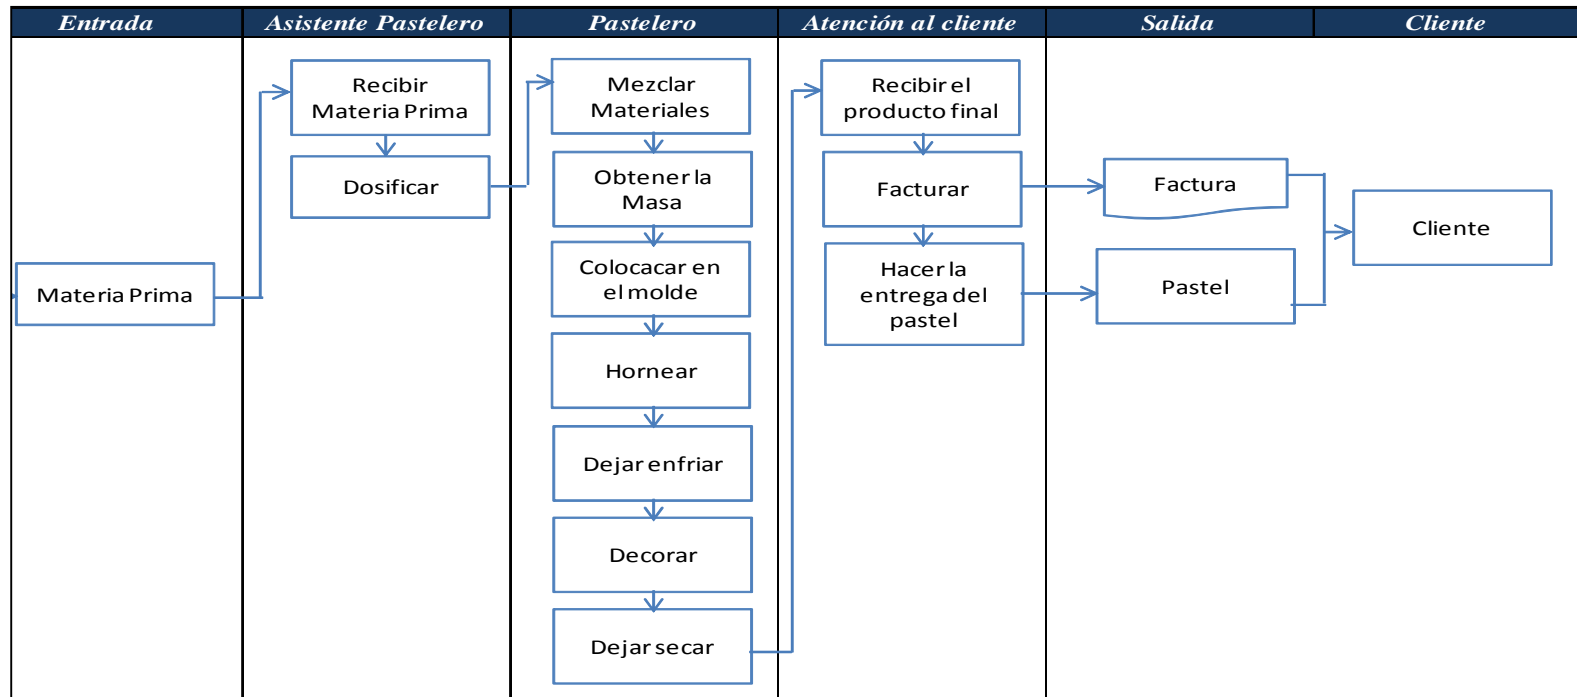 Entrada
Asistente Pastelero
Pastelero
Atención al cliente
Salida
Cliente
Materia Prima
Recibir
Materia Prima
Dosificar
Mezclar
Materiales
Obtener la
Masa
Colocacar en
el molde
Hornear
Dejar enfriar
Decorar
Dejar secar
Recibir el
producto final
Facturar
Hacer la
entrega del
pastel
Factura
Pastel
Cliente